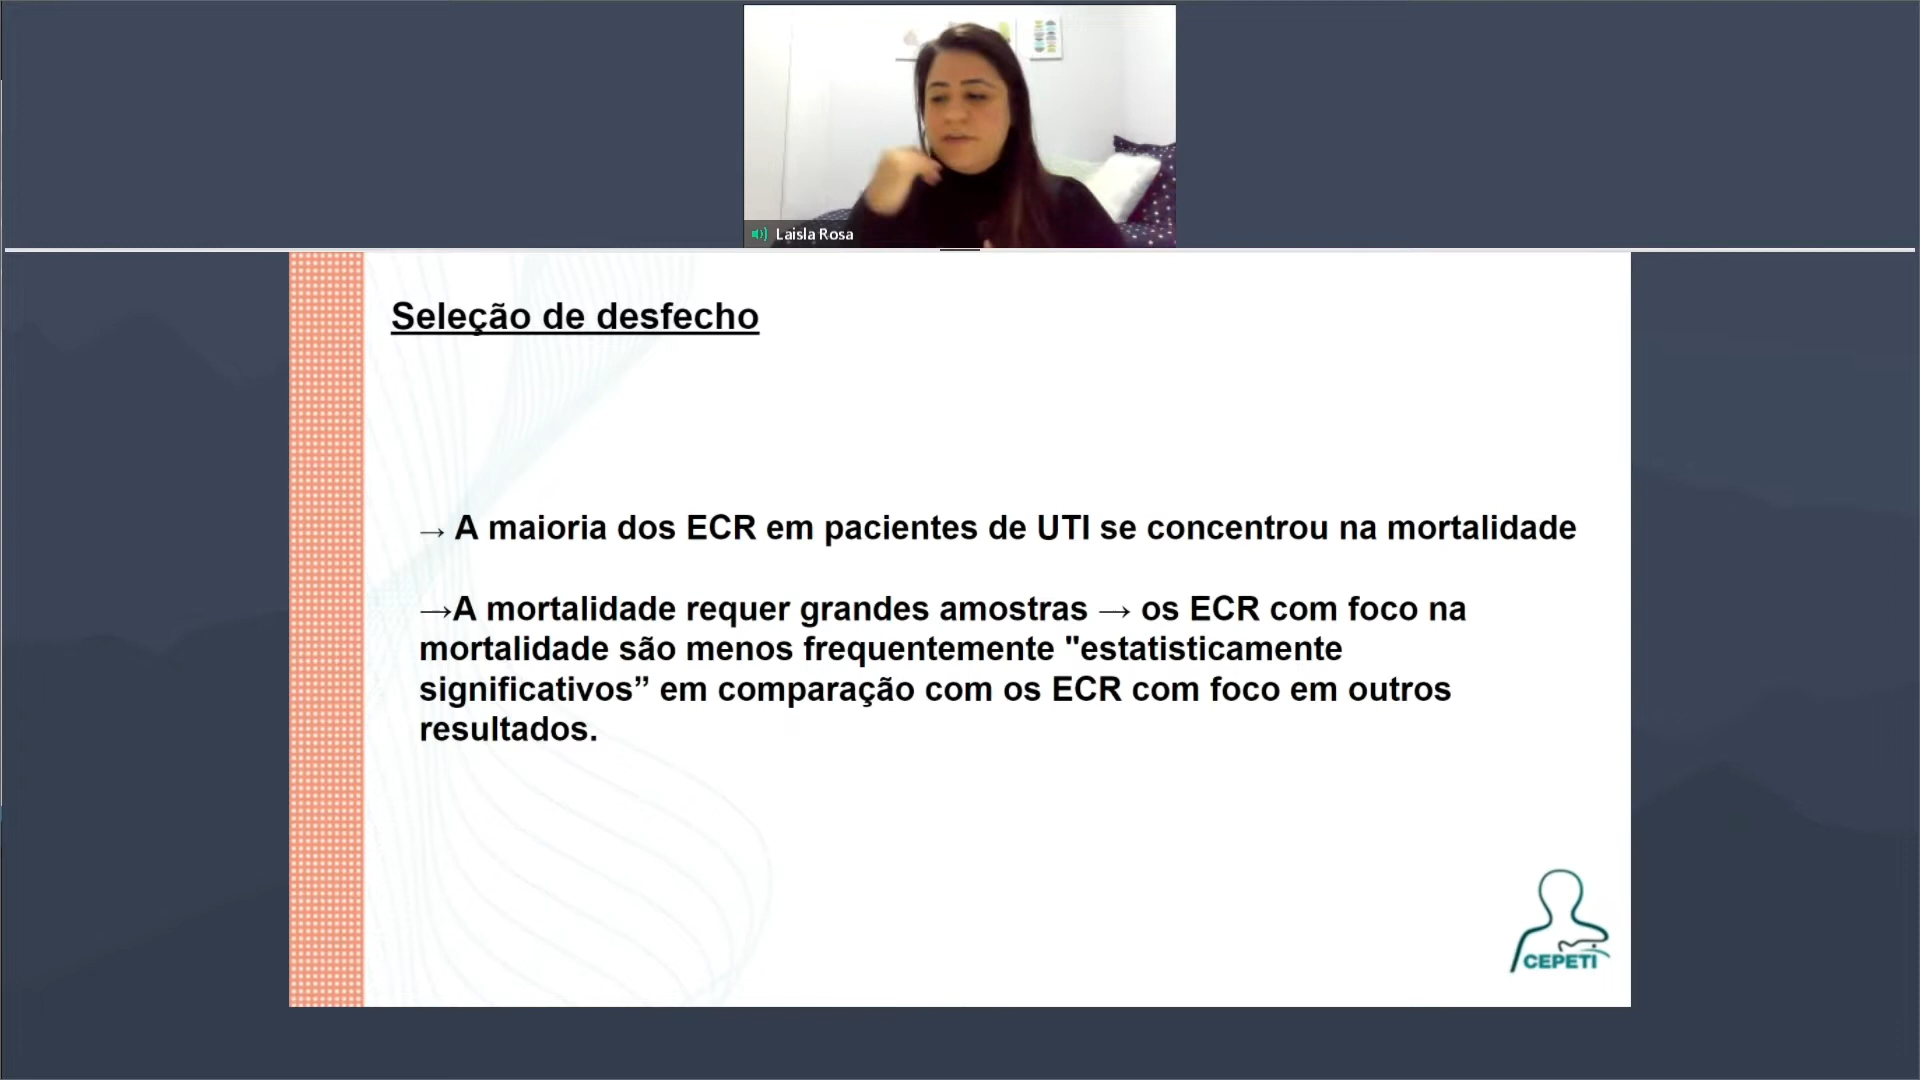 Laisla Rosa
Seleção de desfecho
→ A maioria dos ECR em pacientes de UTI se concentrou na mortalidade
→A mortalidade requer grandes amostras → os ECR com foco na
mortalidade são menos frequentemente "estatisticamente
significativos” em comparação com os ECR com foco em outros
resultados.
CEPETI